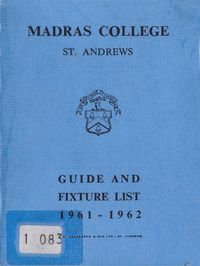 MADRAS COLLEGE
ST. ANDREWS
GUIDE AND
FIXTURE LIST
1961 - 1962
1 083